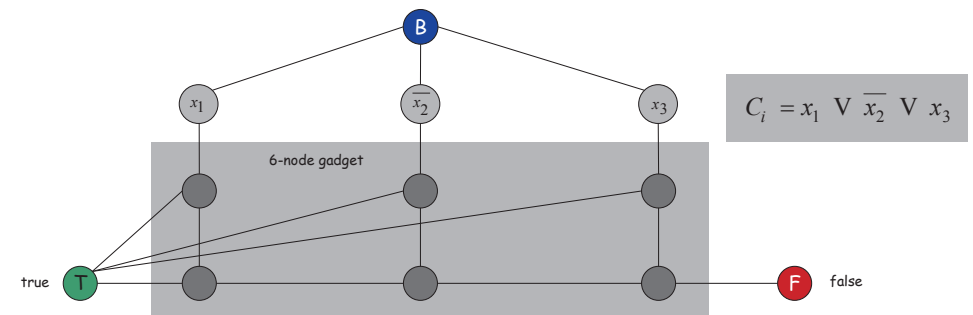 B
x₁ x̅₂ x₃
Cᵢ = x₁ V x̅₂ V x₃
6-node gadget
true T F false